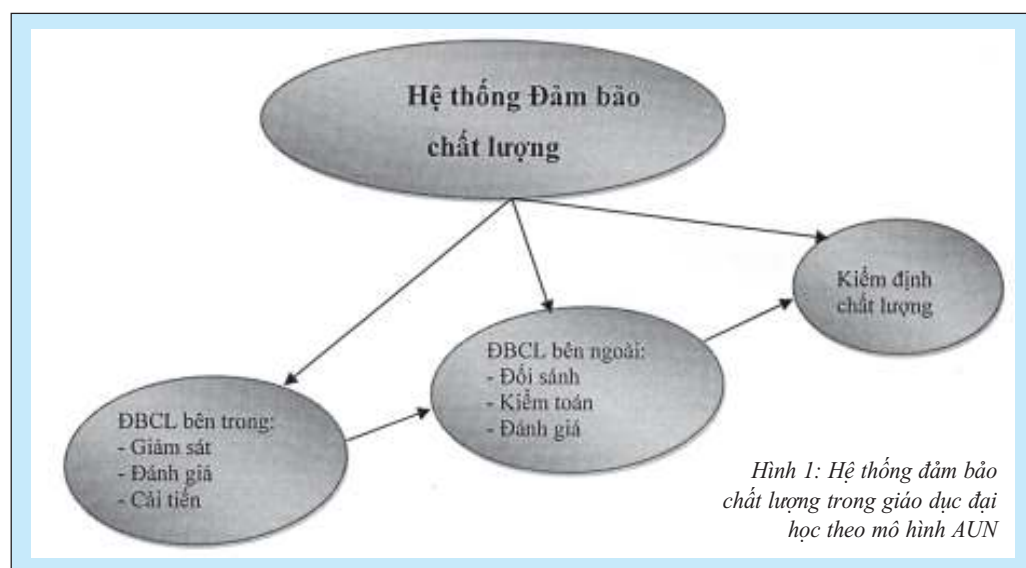 Hệ thống Đảm bảo
chất lượng
Kiểm định
chất lượng
ĐBCL bên ngoài:
- Đối sánh
- Kiểm toán
- Đánh giá
ĐBCL bên trong:
- Giám sát
- Đánh giá
- Cải tiến
Hình 1: Hệ thống đảm bảo
chất lượng trong giáo dục đại
học theo mô hình AUN